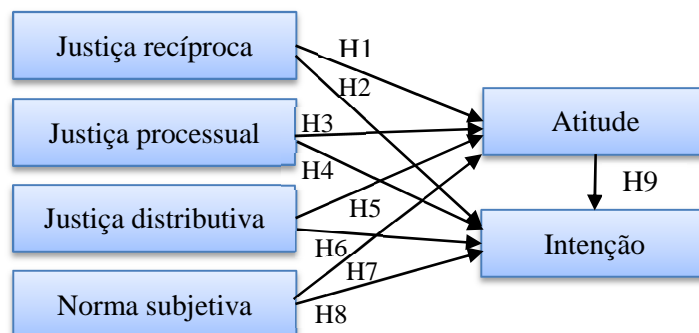 Justiça recíproca
H1
H2
Justiça processual
H3
Atitude
H4
H9
Justiça distributiva
H5
H6
Intenção
H7
Norma subjetiva
H8